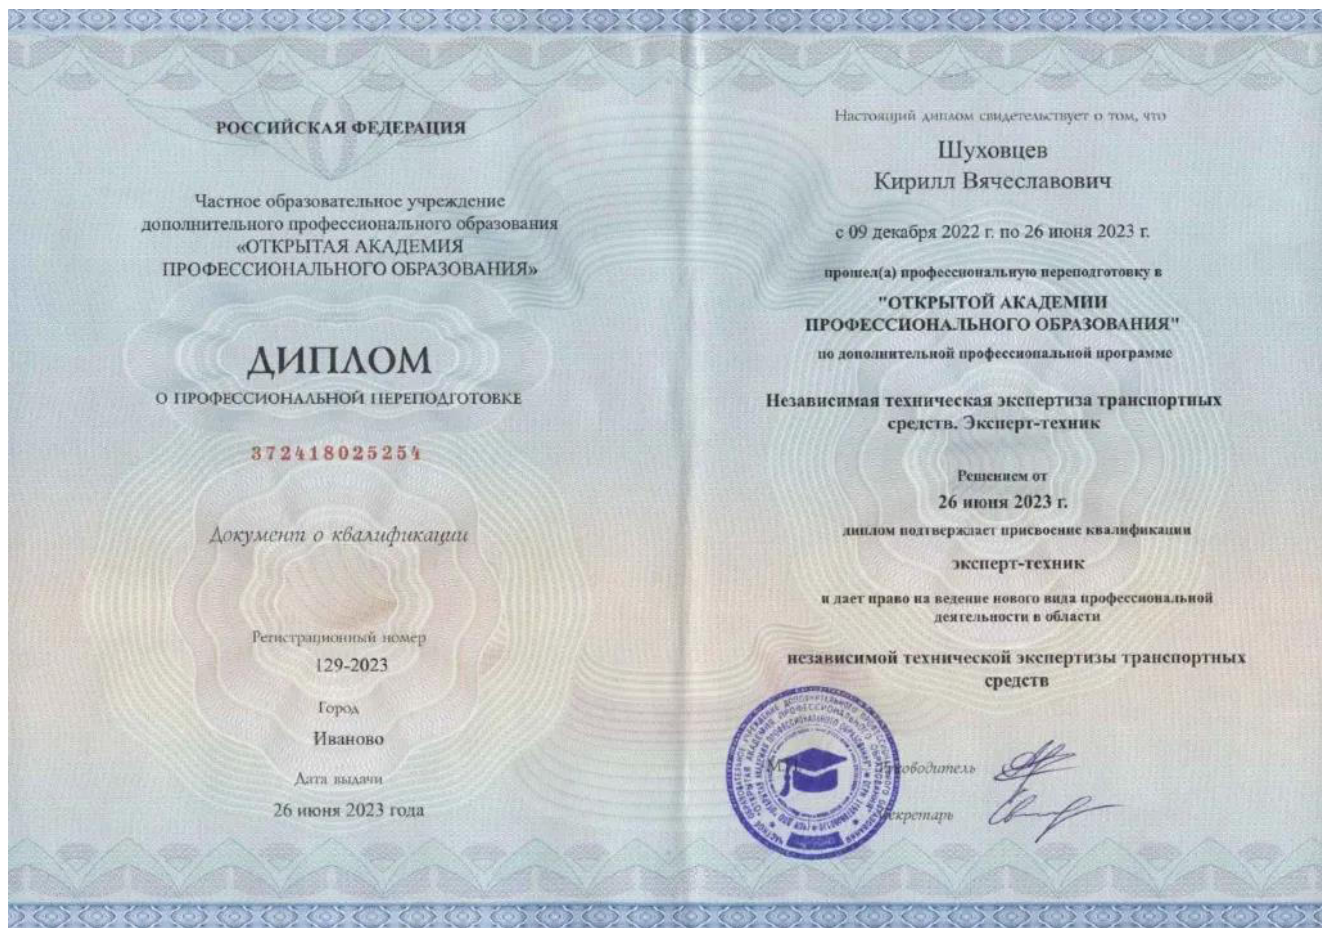 РОССИЙСКАЯ ФЕДЕРАЦИЯ
Частное образовательное учреждение
дополнительного профессионального образования
«ОТКРЫТАЯ АКАДЕМИЯ
ПРОФЕССИОНАЛЬНОГО ОБРАЗОВАНИЯ»
ДИПЛОМ
О ПРОФЕССИОНАЛЬНОЙ ПЕРЕПОДГОТОВКЕ
372418025254
Документ о квалификации
Регистрационный номер
129-2023
Город
Иваново
Дата выдачи
26 июня 2023 года
Настоящий диплом свидетельствует о том, что
Шуховцев
Кирилл Вячеславович
с 09 декабря 2022 г. по 26 июня 2023 г.
прошел(а) профессиональную переподготовку в
"ОТКРЫТОЙ АКАДЕМИИ
ПРОФЕССИОНАЛЬНОГО ОБРАЗОВАНИЯ"
по дополнительной профессиональной программе
Независимая техническая экспертиза транспортных
средств. Эксперт-техник
Решением от
26 июня 2023 г.
диплом подтверждает присвоение квалификации
эксперт-техник
и дает право на ведение нового вида профессиональной
деятельности в области
независимой технической экспертизы транспортных
средств
Руководитель
Секретарь